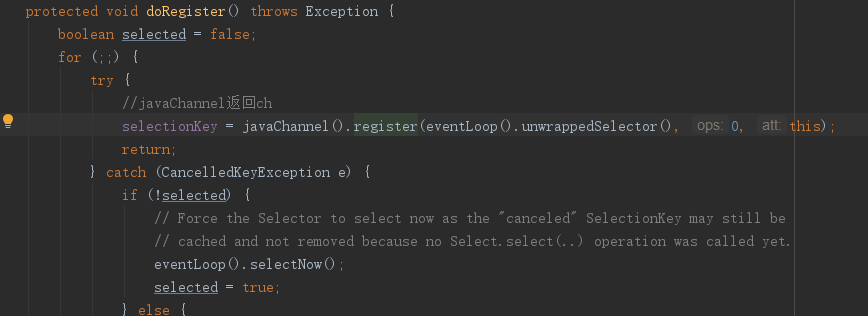 protected void doRegister() throws Exception {
boolean selected = false;
for (;;) {
try {
//javaChannel返回ch
selectionKey = javaChannel().register(eventLoop().unwrappedSelector(), ops: 0, att: this);
return;
} catch (CancelledKeyException e) {
if (!selected) {
// Force the Selector to select now as the "canceled" SelectionKey may still be
// cached and not removed because no Select.select(..) operation was called yet.
eventLoop().selectNow();
selected = true;
} else {